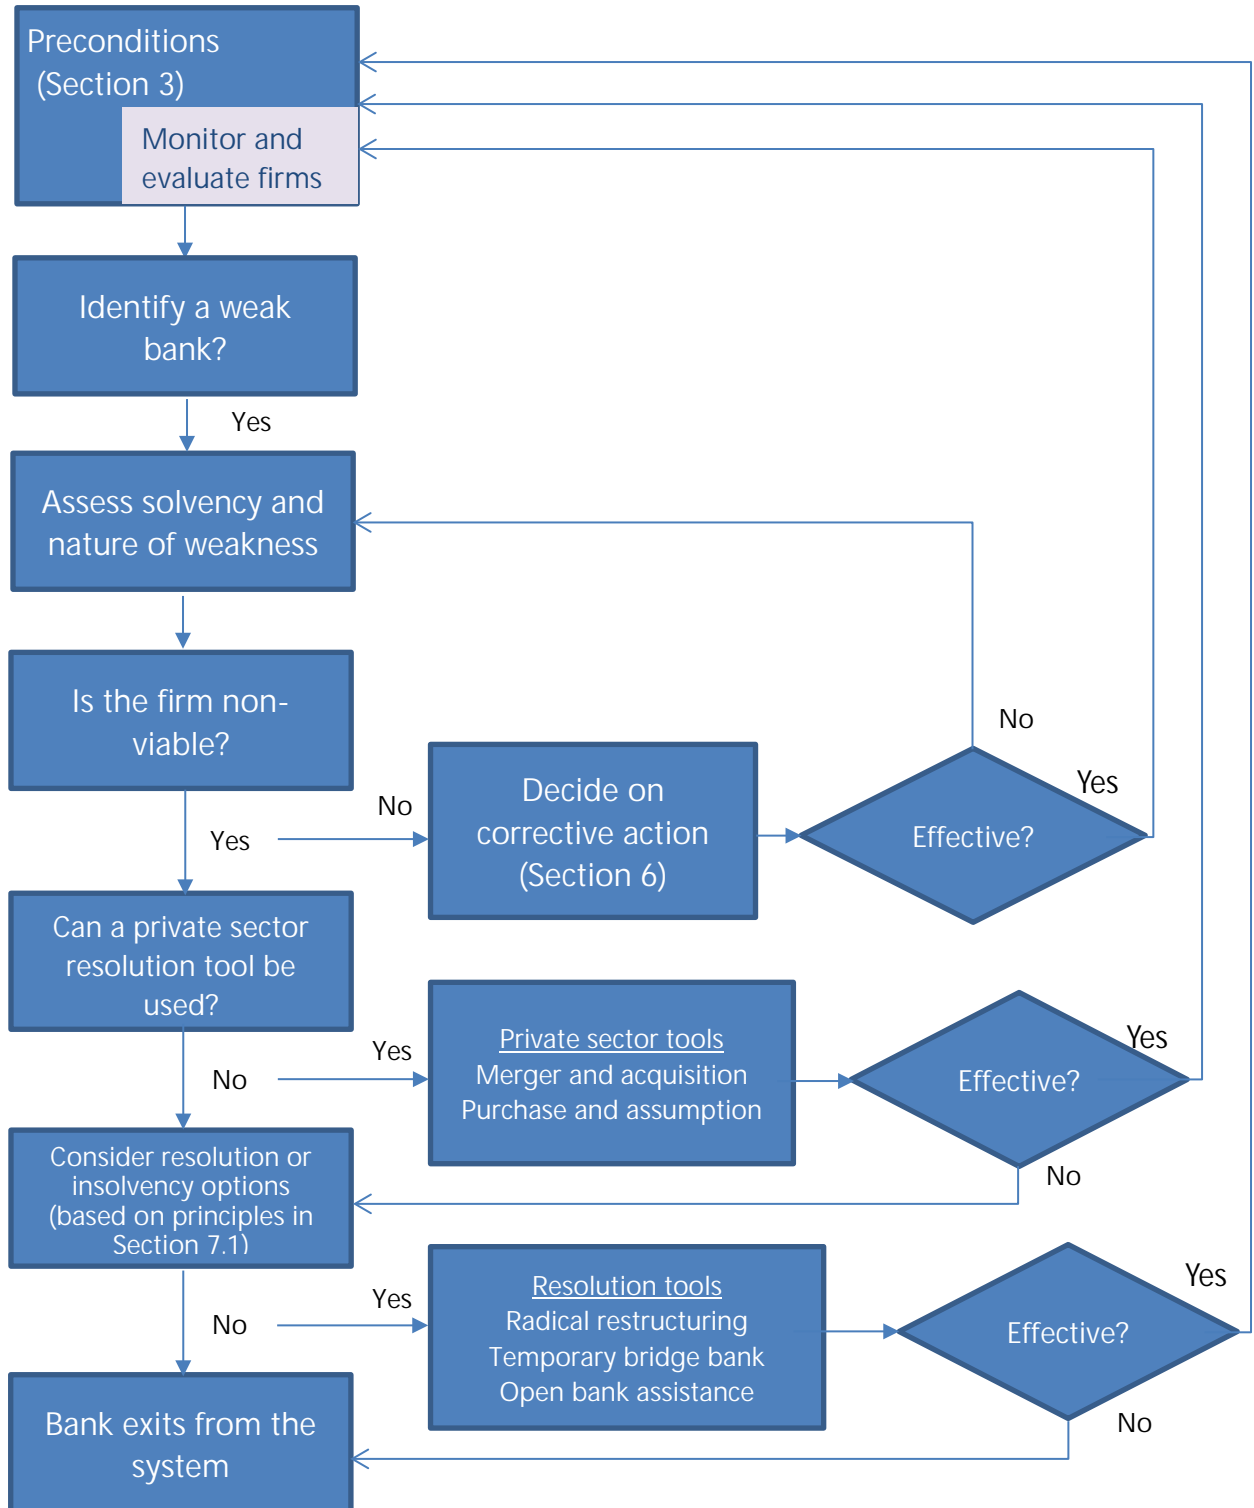 Preconditions
(Section 3)
Monitor and
evaluate firms
Identify a weak
bank?
Yes
Assess solvency and
nature of weakness
Is the firm non-
viable?
No
Yes
Decide on
corrective action
(Section 6)
Effective?
No
Yes
Can a private sector
resolution tool be
used?
Yes
No
Private sector tools
Merger and acquisition
Purchase and assumption
Effective?
Yes
No
Consider resolution or
insolvency options
(based on principles in
Section 7.1)
Yes
No
Resolution tools
Radical restructuring
Temporary bridge bank
Open bank assistance
Effective?
Yes
No
Bank exits from the
system